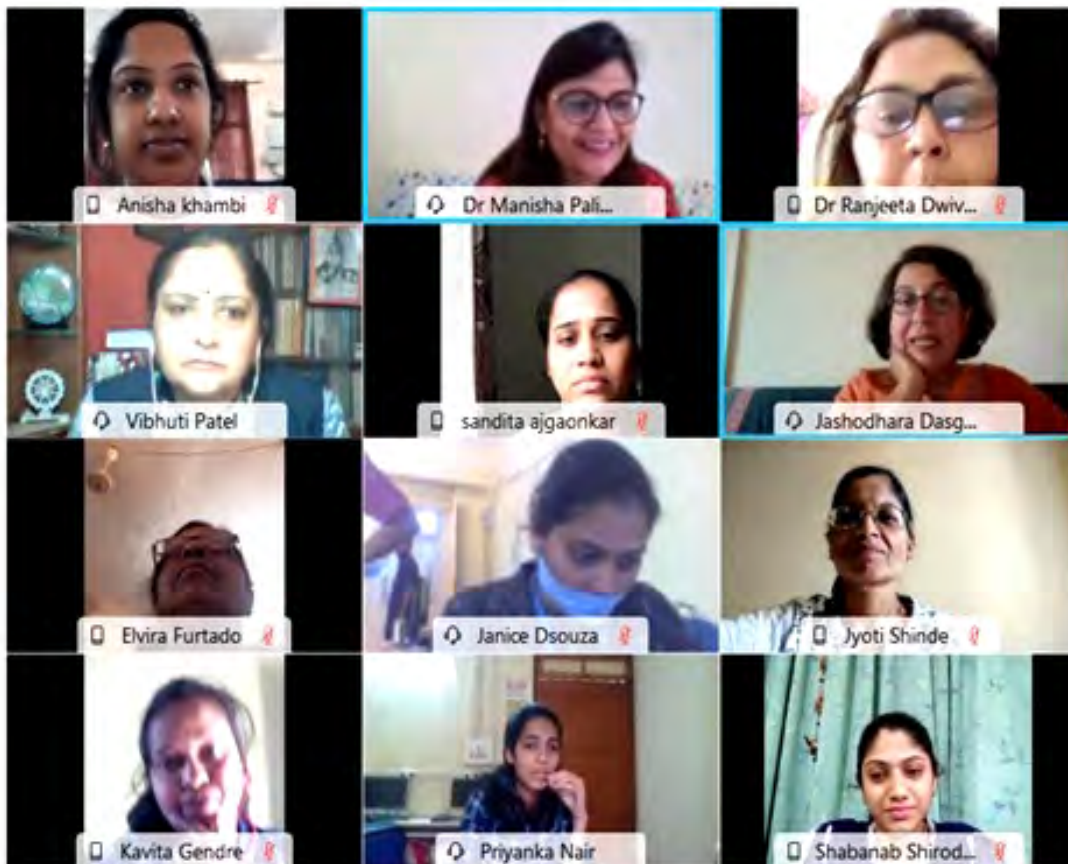 Anisha khambi
Dr Manisha Pali...
Dr Ranjeeta Dwiv...
Vibhuti Patel
sandita ajgaonkar
Jashodhara Dasg...
Elvira Furtado
Janice Dsouza
Jyoti Shinde
Kavita Gendre
Priyanka Nair
Shabanab Shirod...